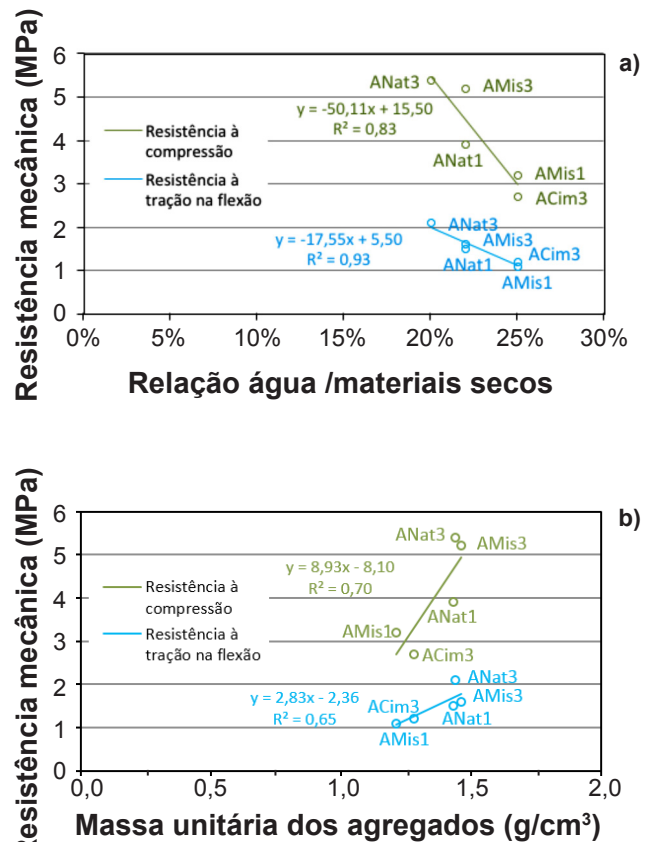 a)
Resistência mecânica (MPa)
6
5
4
3
2
1
0
ANat3
AMis3
y = -50,11x + 15,50
R² = 0,83
Resistência à
compressão
ANat1
AMis1
ACim3
Resistência à
tração na flexão
ANat3
AMis3
ACim3
y = -17,55x + 5,50
R² = 0,93
ANat1
AMis1
0% 5% 10% 15% 20% 25% 30%
Relação água /materiais secos
b)
Resistência mecânica (MPa)
6
5
4
3
2
1
0
ANat3
AMis3
y = 8,93x - 8,10
R² = 0,70
Resistência à
compressão
ANat1
AMis1
ACim3
Resistência à
tração na flexão
ANat3
AMis3
y = 2,83x - 2,36
R² = 0,65
ACim3
ANat1
AMis1
0,0 0,5 1,0 1,5 2,0
Massa unitária dos agregados (g/cm³)